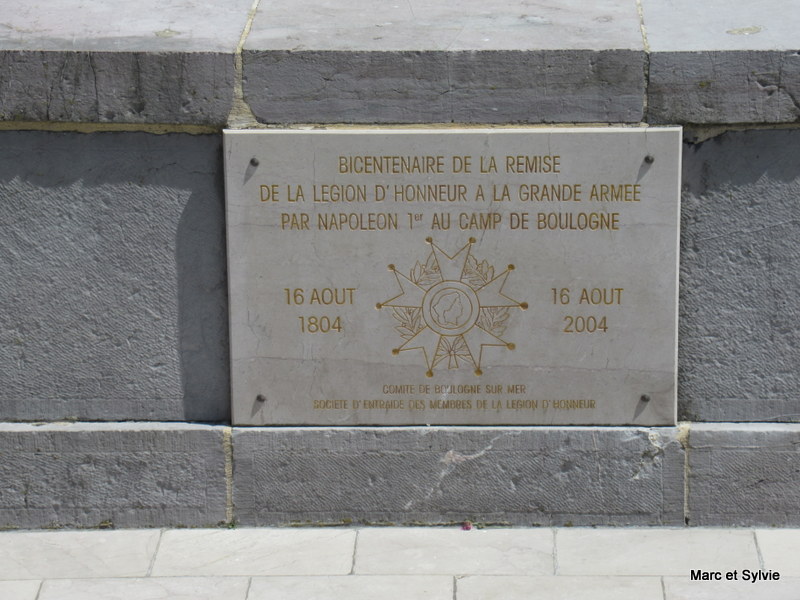 BICENTENAIRE DE LA REMISE
DE LA LEGION D'HONNEUR A LA GRANDE ARMEE
PAR NAPOLEON 1er AU CAMP DE BOULOGNE
16 AOUT
1804
16 AOUT
2004
COMITE DE BOULOGNE SUR MER
SOCIETE D'ENTRAIDE DES MEMBRES DE LA LEGION D'HONNEUR
Marc et Sylvie